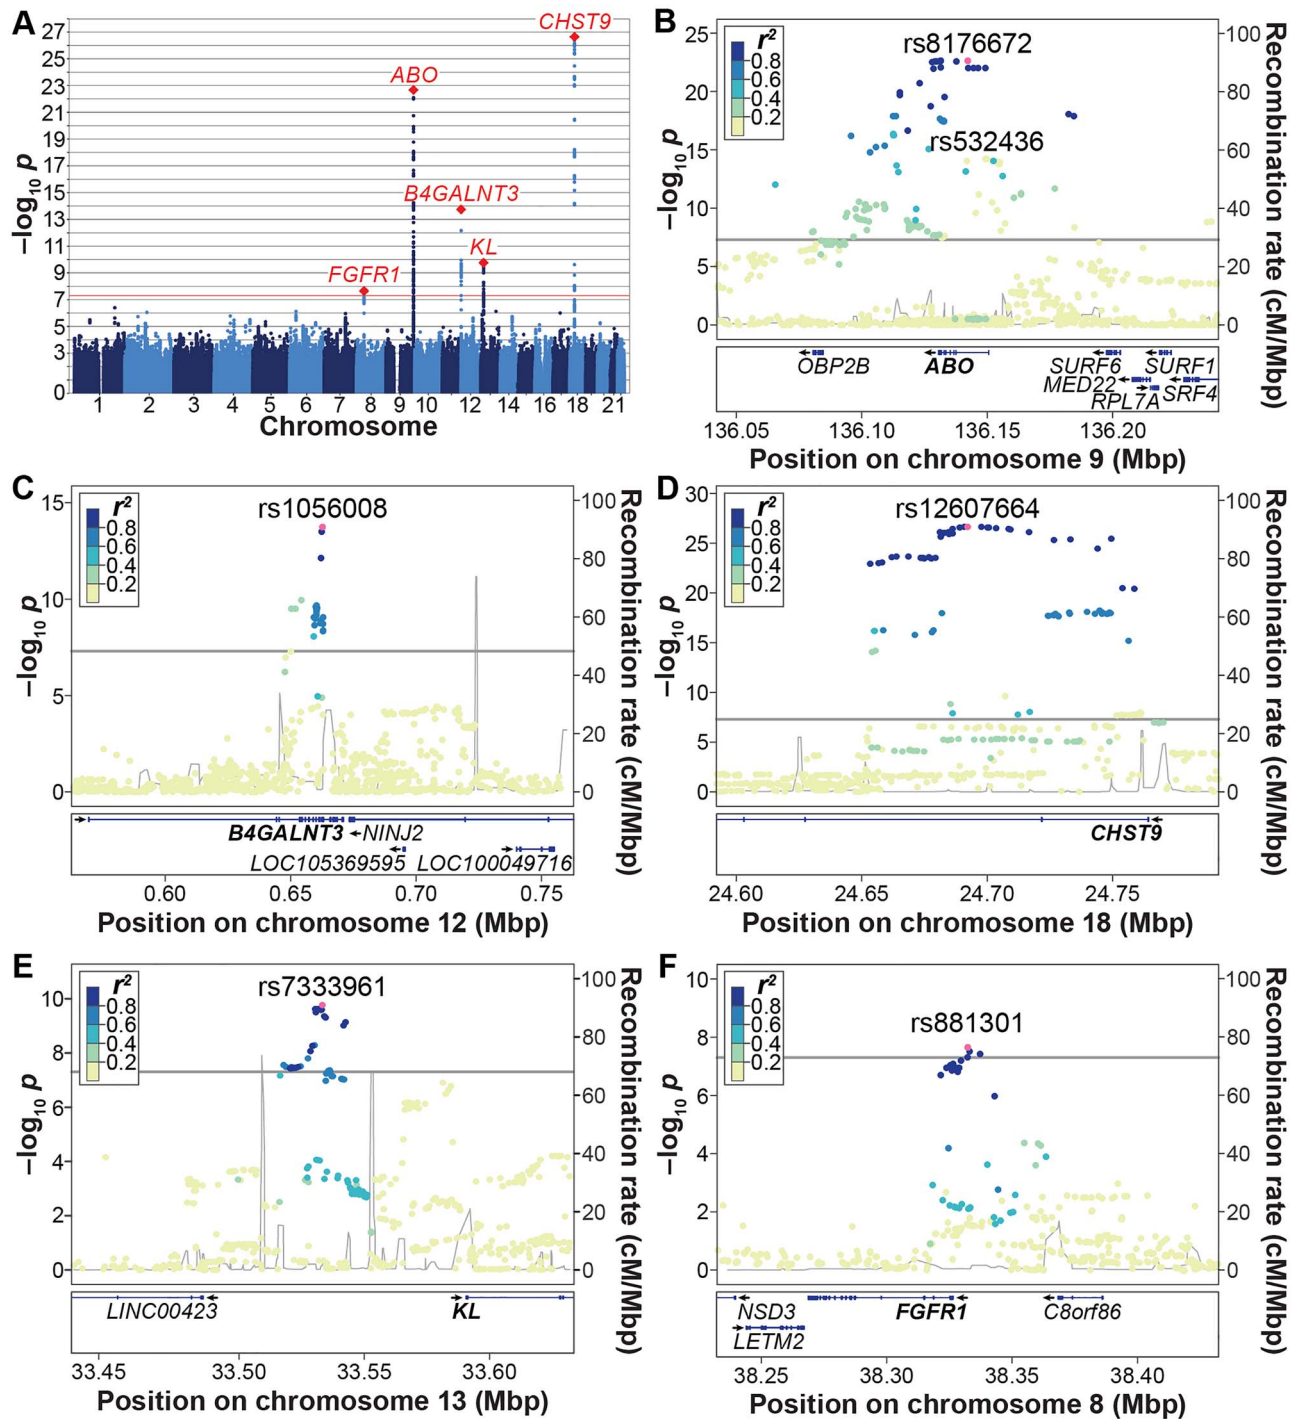 A
–log10 p
27
25
23
21
19
17
15
13
11
9
7
5
3
0
CHST9
ABO
B4GALNT3
KL
FGFR1
1 2 3 4 5 6 7 8 9 10 12 14 16 18 21
Chromosome
B
–log10 p
25
20
15
10
5
0
r2
0.8
0.6
0.4
0.2
rs8176672
rs532436
100
80
60
40
20
0
Recombination rate (cM/Mbp)
OBP2B
ABO
SURF6
SURF1
MED22
RPL7A
SRF4
136.05 136.10 136.15 136.20
Position on chromosome 9 (Mbp)
C
–log10 p
15
10
5
0
r2
0.8
0.6
0.4
0.2
rs1056008
100
80
60
40
20
0
Recombination rate (cM/Mbp)
B4GALNT3
NINJ2
LOC105369595
LOC100049716
0.60 0.65 0.70 0.75
Position on chromosome 12 (Mbp)
D
–log10 p
30
25
20
15
10
5
0
r2
0.8
0.6
0.4
0.2
rs12607664
100
80
60
40
20
0
Recombination rate (cM/Mbp)
CHST9
24.60 24.65 24.70 24.75
Position on chromosome 18 (Mbp)
E
–log10 p
10
8
6
4
2
0
r2
0.8
0.6
0.4
0.2
rs7333961
100
80
60
40
20
0
Recombination rate (cM/Mbp)
LINC00423
KL
33.45 33.50 33.55 33.60
Position on chromosome 13 (Mbp)
F
–log10 p
10
8
6
4
2
0
r2
0.8
0.6
0.4
0.2
rs881301
100
80
60
40
20
0
Recombination rate (cM/Mbp)
NSD3
FGFR1
C8orf86
LETM2
38.25 38.30 38.35 38.40
Position on chromosome 8 (Mbp)